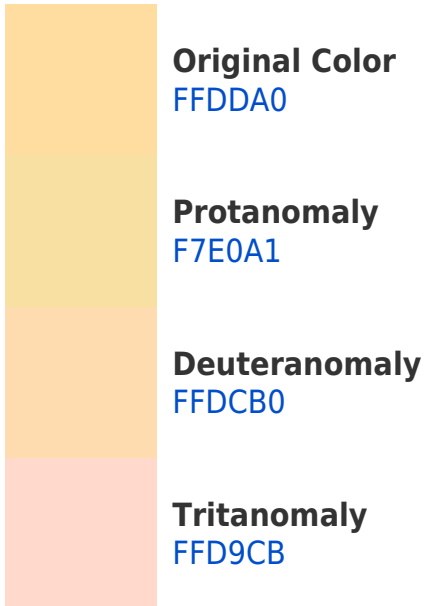 Original Color
FFDDA0
Protanomaly
F7E0A1
Deuteranomaly
FFDCB0
Tritanomaly
FFD9CB